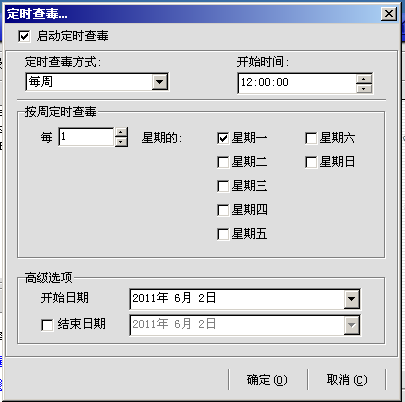 定时查毒...
启动定时查毒
定时查毒方式: 开始时间:
每周 12:00:00
按周定时查毒
每 1 星期的: 星期一 星期六
星期二 星期日
星期三
星期四
星期五
高级选项
开始日期 2011年 6月 2日
结束日期 2011年 6月 2日
确定(O) 取消(C)